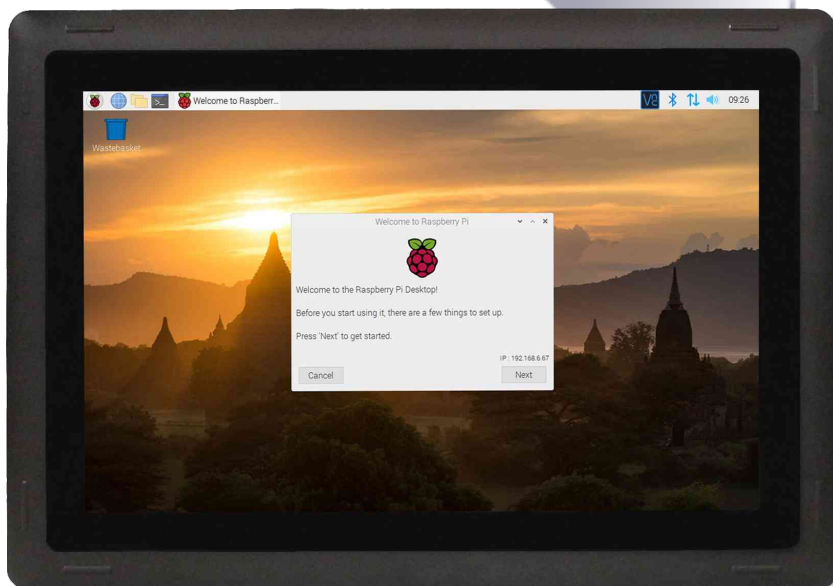 Welcome to Raspberr...
09:26
Wastebasket
Welcome to Raspberry Pi
Welcome to the Raspberry Pi Desktop!
Before you start using it, there are a few things to set up.
Press 'Next' to get started.
IP : 192.168.6.67
Cancel
Next